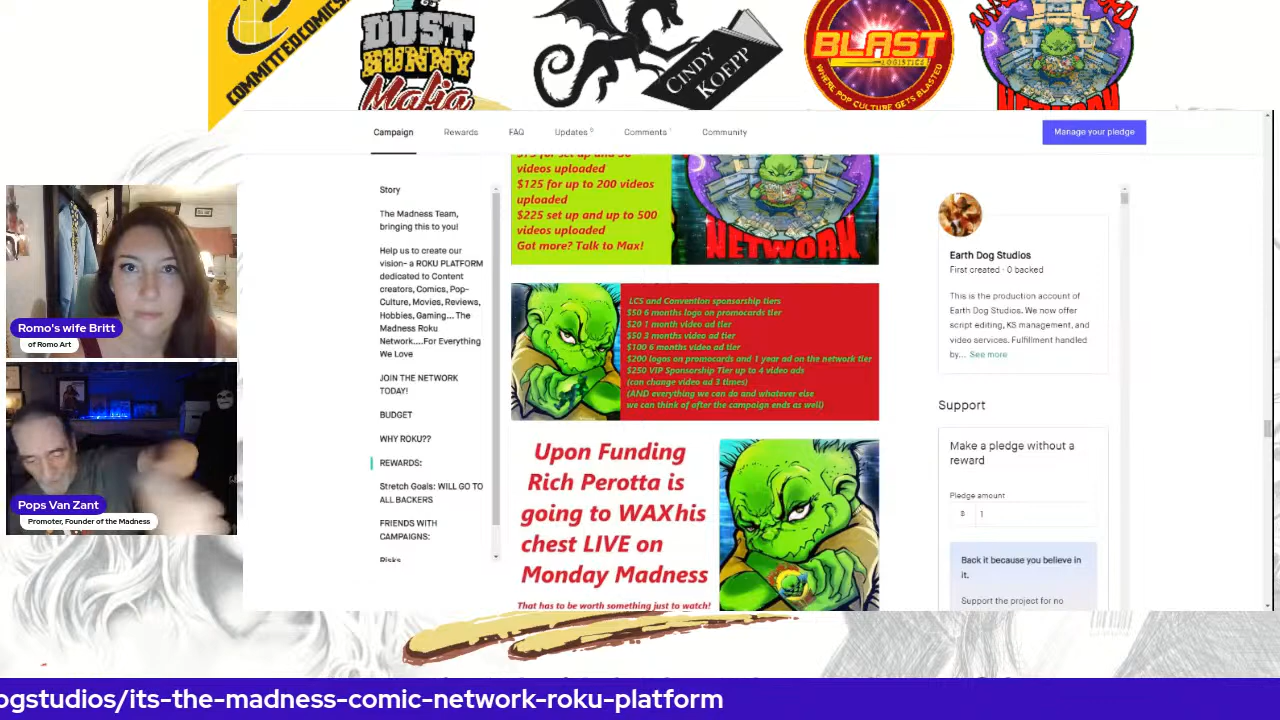 COMMITTEDCOMICS
DUST
BUNNY
Mafia
CINDY
KOEPP
BLAST
LOGISTICS
WHERE POP CULTURE GETS BLASTED
NETWORK
Campaign
Rewards
FAQ
Updates
Comments
Community
Manage your pledge
videos uploaded
$125 for up to 200 videos
uploaded
$225 set up and up to 500
videos uploaded
Got more? Talk to Max!
NETWORK
Story
The Madness Team,
bringing this to you!
Help us to create our
vision- a ROKU PLATFORM
dedicated to Content
creators, Comics, Pop-
Culture, Movies, Reviews,
Hobbies, Gaming... The
Madness Roku
Network.....For Everything
We Love
JOIN THE NETWORK
TODAY!
BUDGET
WHY ROKU??
REWARDS:
Stretch Goals: WILL GO TO
ALL BACKERS
FRIENDS WITH
CAMPAIGNS:
Risks
LCS and Convention sponsorship tiers
$50 6 months logo on promocards tier
$20 1 month video ad tier
$50 3 months video ad tier
$100 6 months video ad tier
$200 logos on promocards and 1 year ad on the network tier
$250 VIP Sponsorship Tier up to 4 video ads
(can change video ad 3 times)
(AND everything we can do and whatever else
we can think of after the campaign ends as well)
Upon Funding
Rich Perotta is
going to WAX his
chest LIVE on
Monday Madness
That has to be worth something just to watch!
Earth Dog Studios
First created · 0 backed
This is the production account of
Earth Dog Studios. We now offer
script editing, KS management, and
video services. Fulfillment handled
by... See more
Support
Make a pledge without a
reward
Pledge amount
1
Back it because you believe in
it.
Support the project for no
Romo's wife Britt
of Romo Art
Pops Van Zant
Promoter, Founder of the Madness
ogstudios/its-the-madness-comic-network-roku-platform